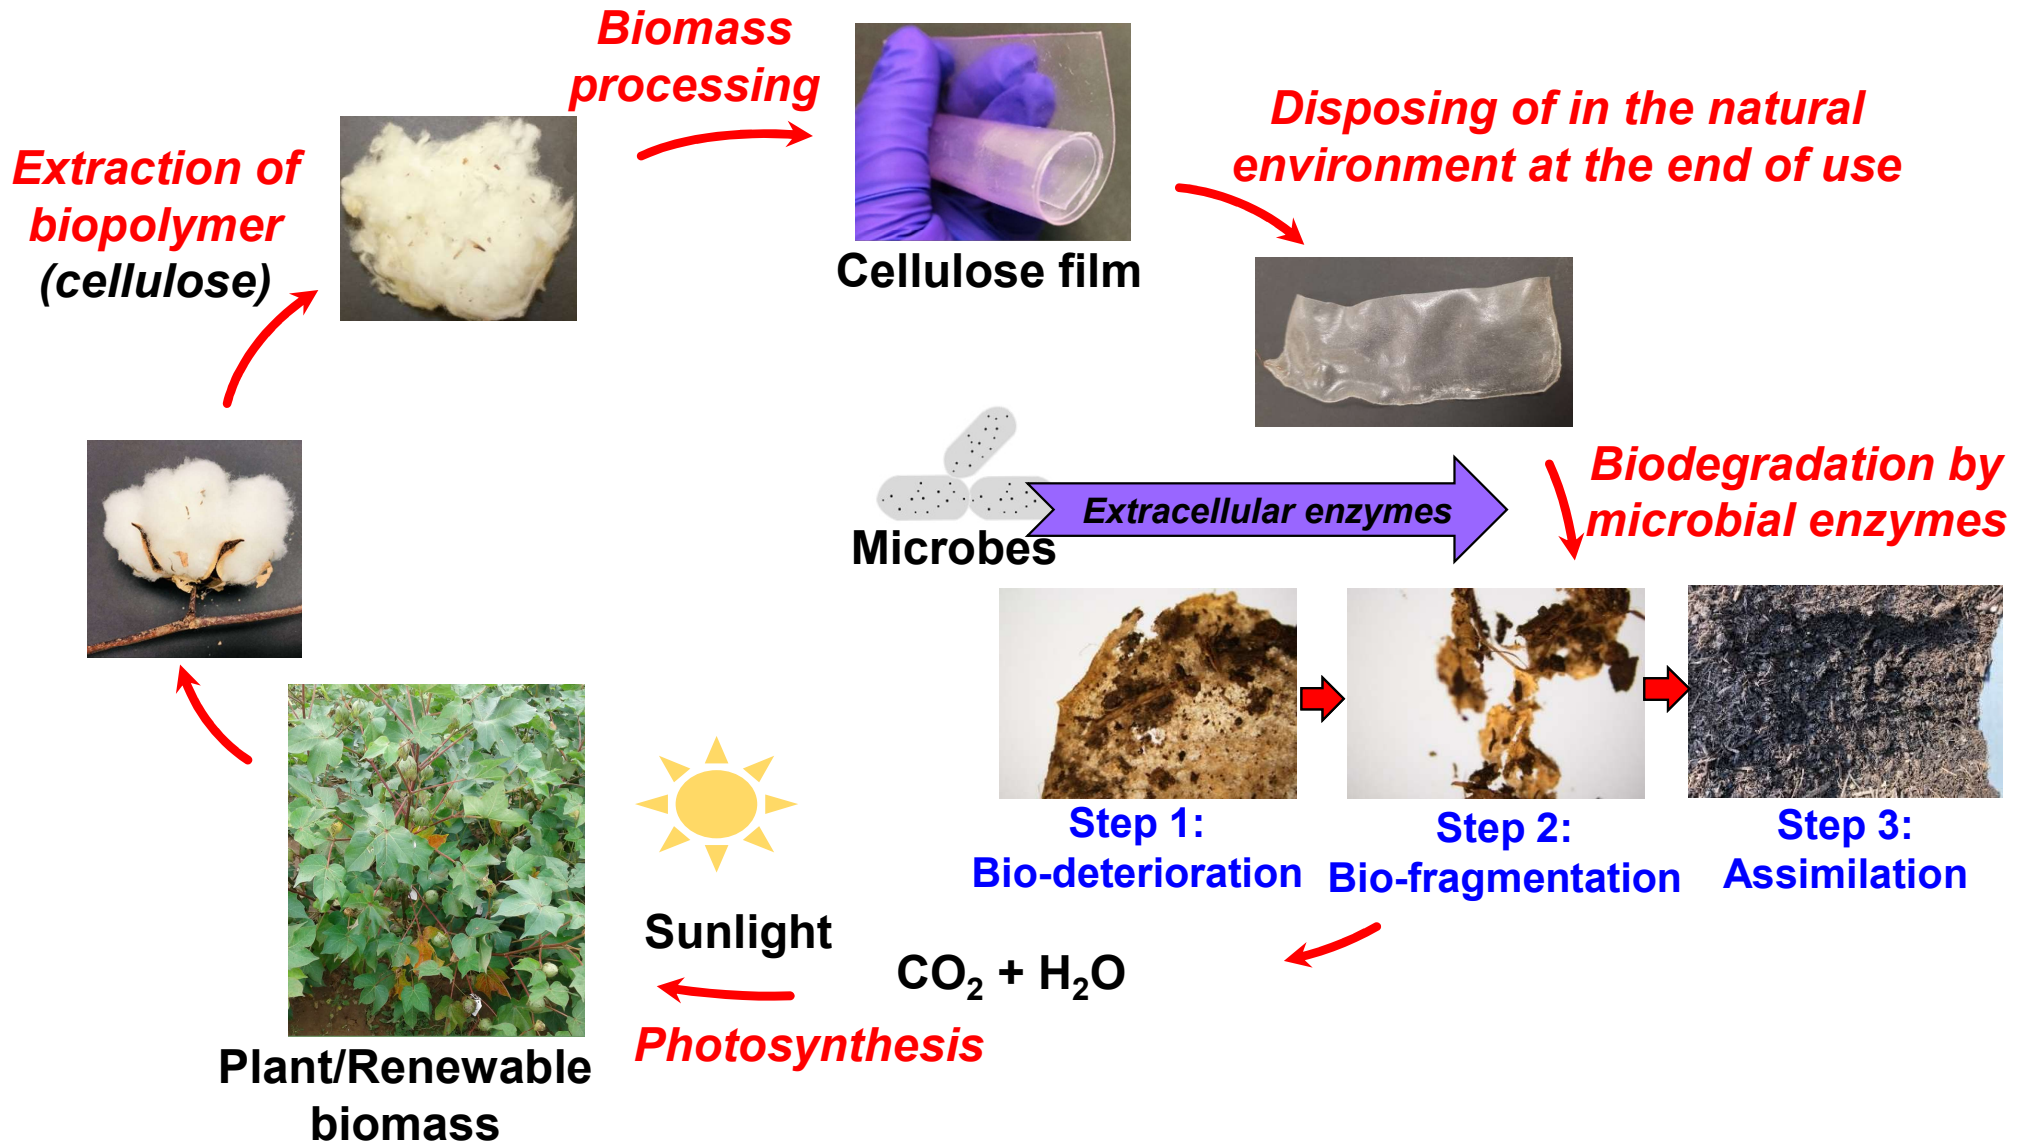 Biomass
processing
Disposing of in the natural
environment at the end of use
Extraction of
biopolymer
(cellulose)
Cellulose film
Biodegradation by
microbial enzymes
Extracellular enzymes
Microbes
Step 1:
Bio-deterioration
Step 2:
Bio-fragmentation
Step 3:
Assimilation
Sunlight
CO₂ + H₂O
Photosynthesis
Plant/Renewable
biomass